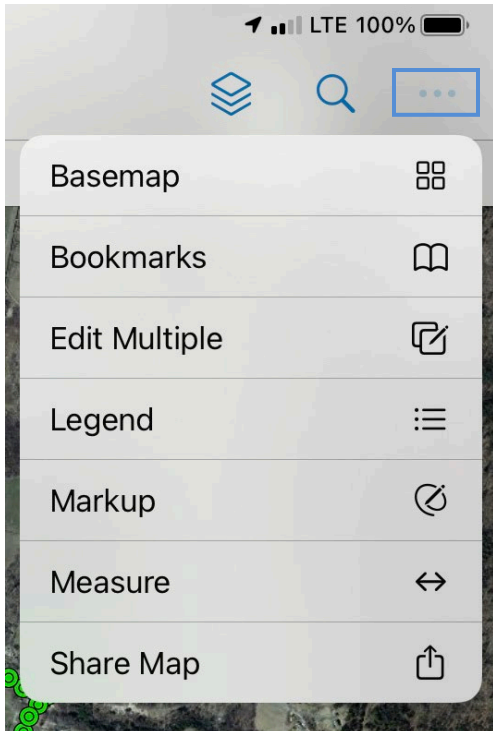 LTE 100%
Basemap
Bookmarks
Edit Multiple
Legend
Markup
Measure
Share Map